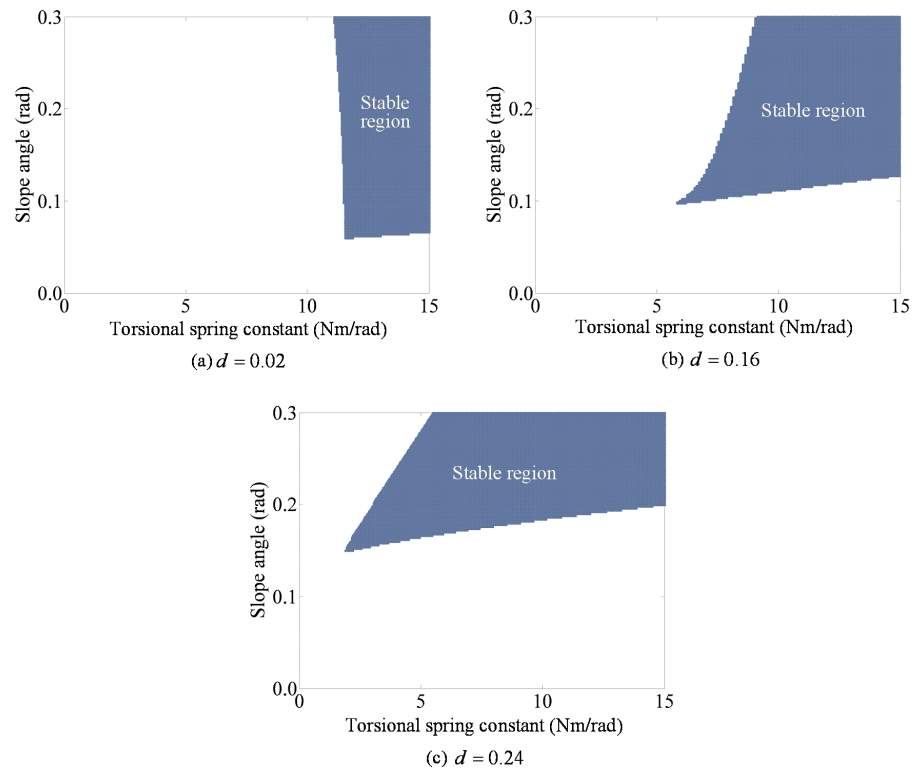 0.3
0.2
0.1
0.0
Slope angle (rad)
Stable
region
0
5
10
15
Torsional spring constant (Nm/rad)
(a) d = 0.02
0.3
0.2
0.1
0.0
Slope angle (rad)
Stable region
0
5
10
15
Torsional spring constant (Nm/rad)
(b) d = 0.16
0.3
0.2
0.1
0.0
Slope angle (rad)
Stable region
0
5
10
15
Torsional spring constant (Nm/rad)
(c) d = 0.24